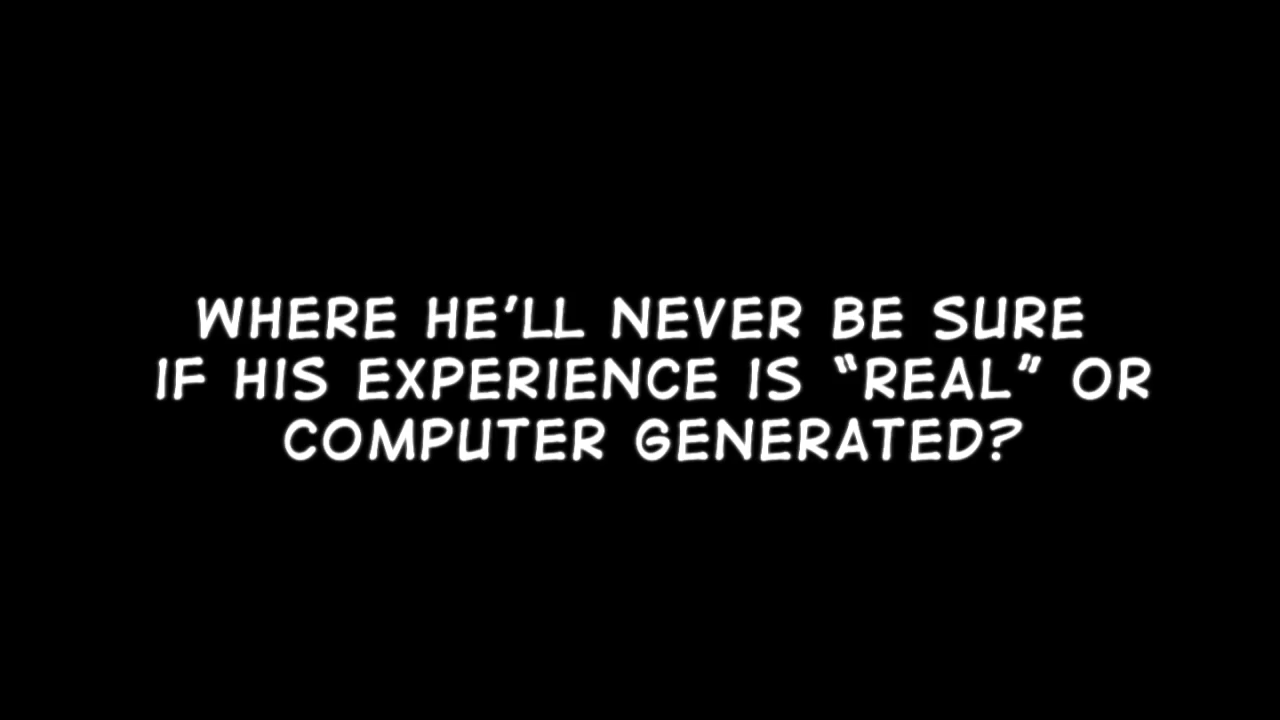 WHERE HE'LL NEVER BE SURE
IF HIS EXPERIENCE IS “REAL” OR
COMPUTER GENERATED?